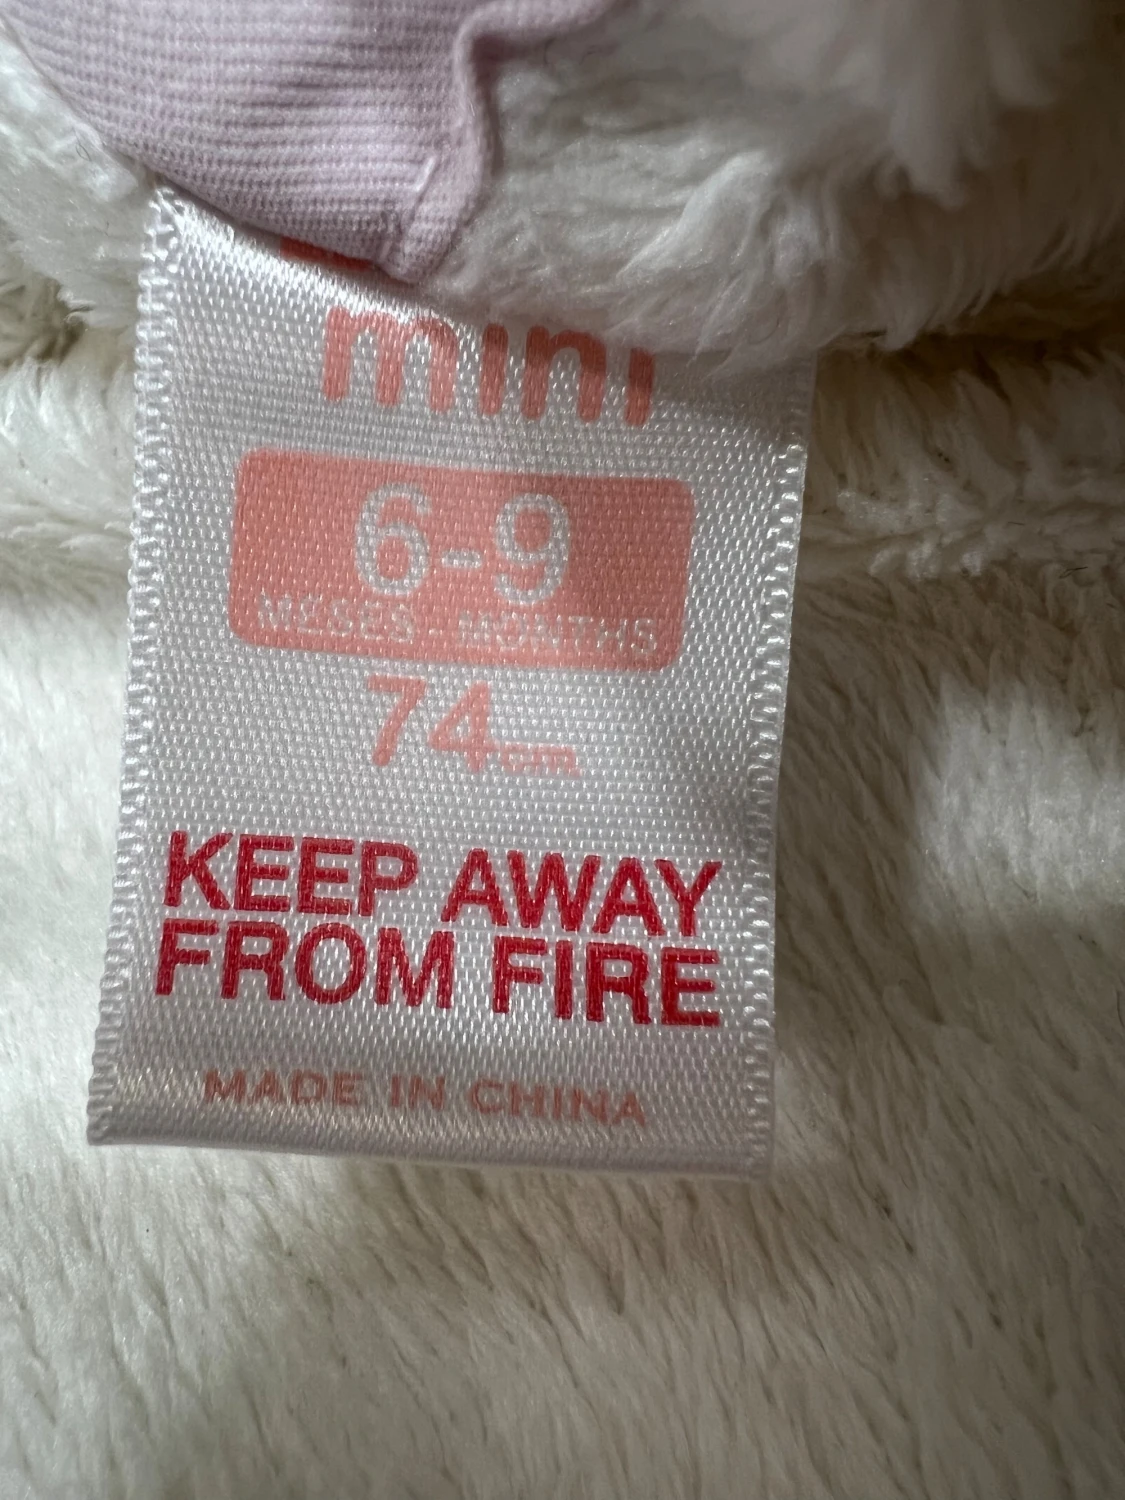 mini
6-9
MESES - MONTHS
74cm
KEEP AWAY
FROM FIRE
MADE IN CHINA